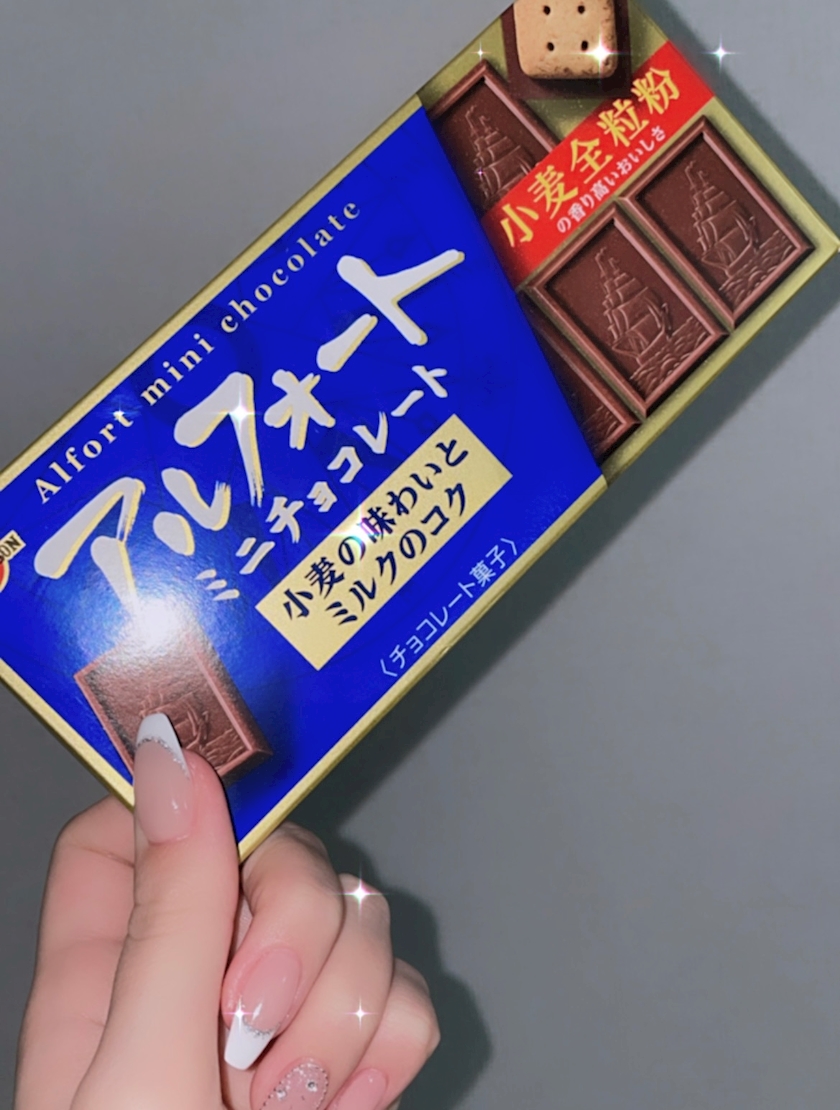 Alfort mini chocolate
アルフォート
ミニチョコレート
小麦の味わいと
ミルクのコク
〈チョコレート菓子〉
小麦全粒粉
の香り高いおいしさ